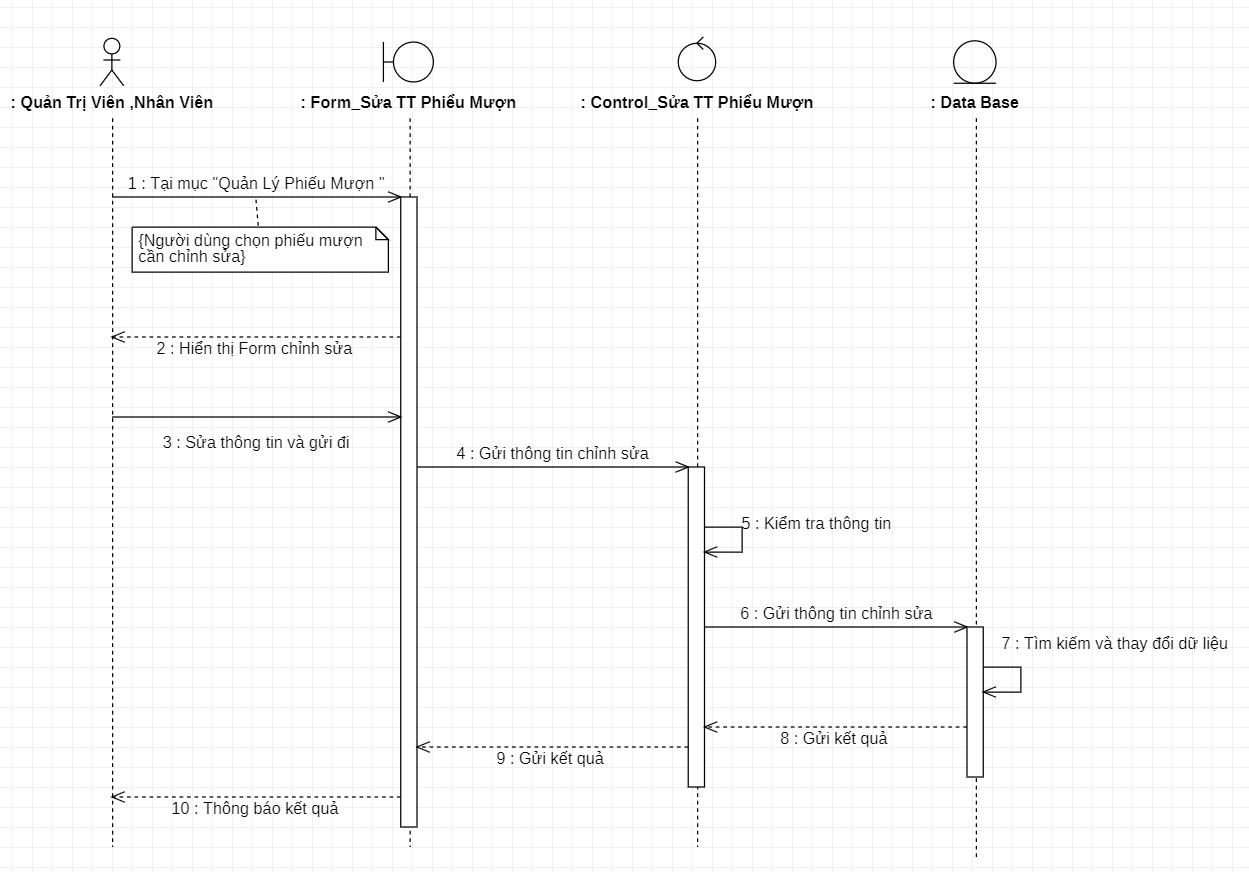 : Quản Trị Viên ,Nhân Viên
: Form_Sửa TT Phiểu Mượn
: Control_Sửa TT Phiểu Mượn
: Data Base
1 : Tại mục "Quản Lý Phiếu Mượn "
{Người dùng chọn phiếu mượn
cần chỉnh sửa}
2 : Hiển thị Form chỉnh sửa
3 : Sửa thông tin và gửi đi
4 : Gửi thông tin chỉnh sửa
5 : Kiểm tra thông tin
6 : Gửi thông tin chỉnh sửa
7 : Tìm kiếm và thay đổi dữ liệu
8 : Gửi kết quả
9 : Gửi kết quả
10 : Thông báo kết quả